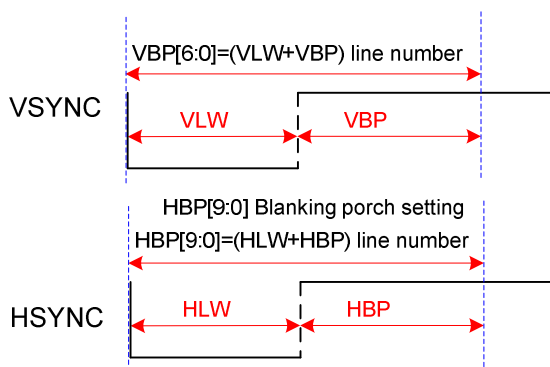 VBP[6:0]=(VLW+VBP) line number
VSYNC
VLW
VBP
HBP[9:0] Blanking porch setting
HBP[9:0]=(HLW+HBP) line number
HSYNC
HLW
HBP